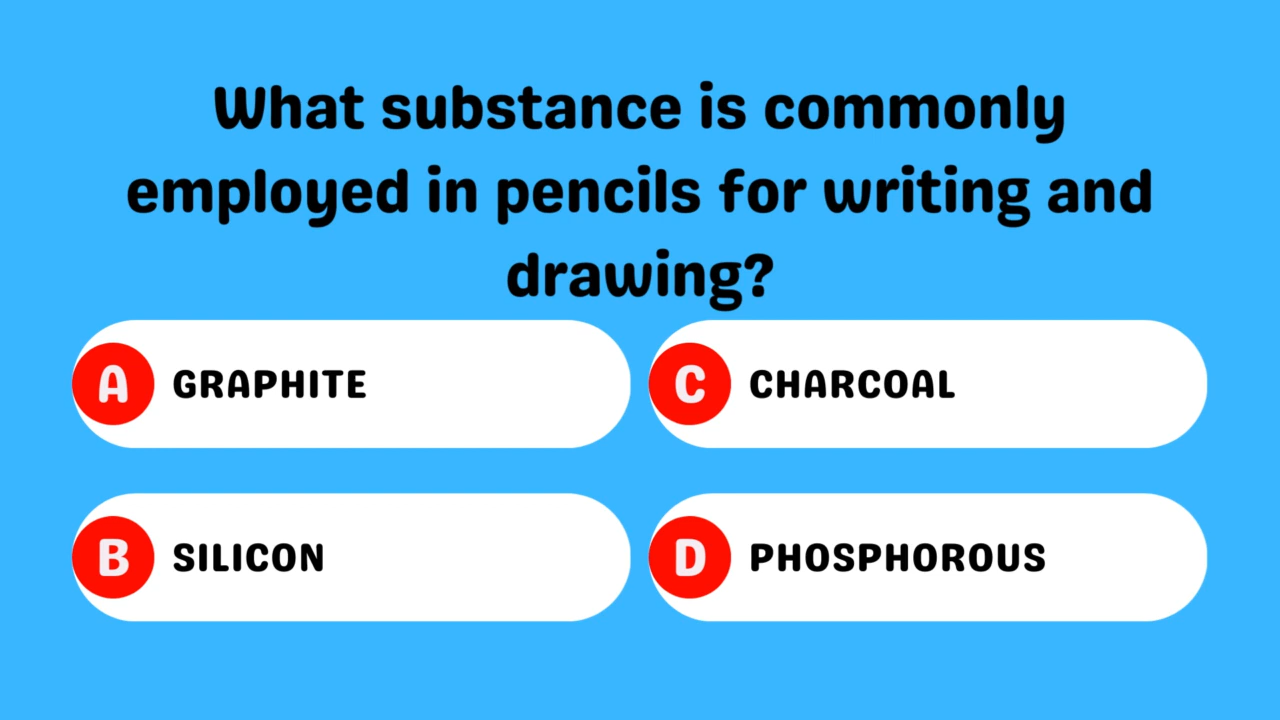 What substance is commonly
employed in pencils for writing and
drawing?
A GRAPHITE
C CHARCOAL
B SILICON
D PHOSPHOROUS